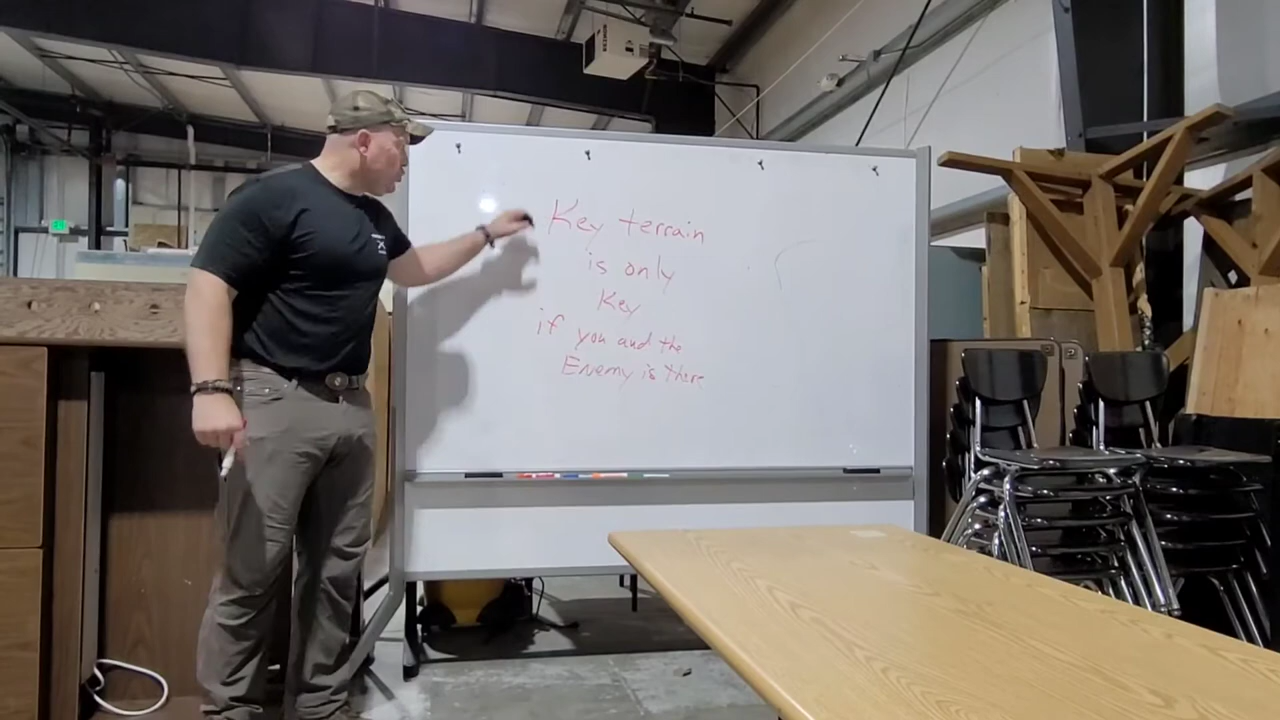 Key terrain
is only
Key
if you and the
Enemy is there